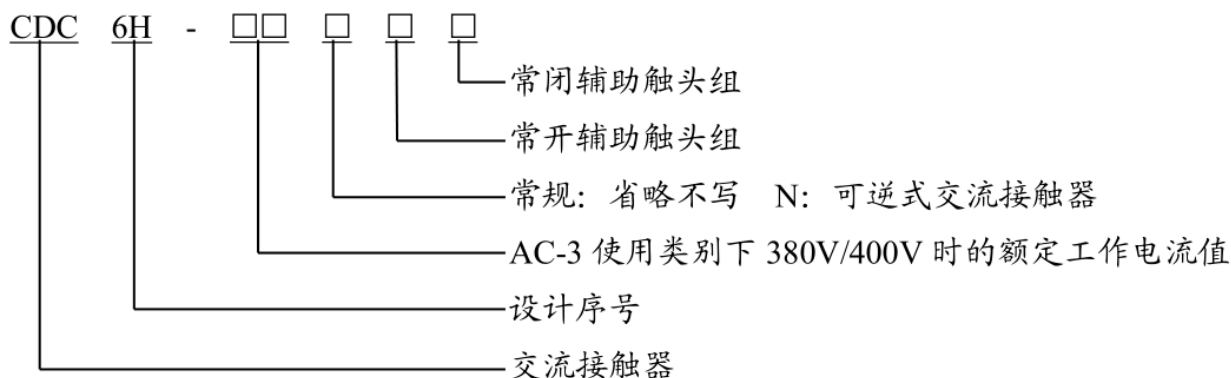 CDC 6H - □□ □ □ □
常闭辅助触头组
常开辅助触头组
常规：省略不写 N：可逆式交流接触器
AC-3 使用类别下 380V/400V 时的额定工作电流值
设计序号
交流接触器